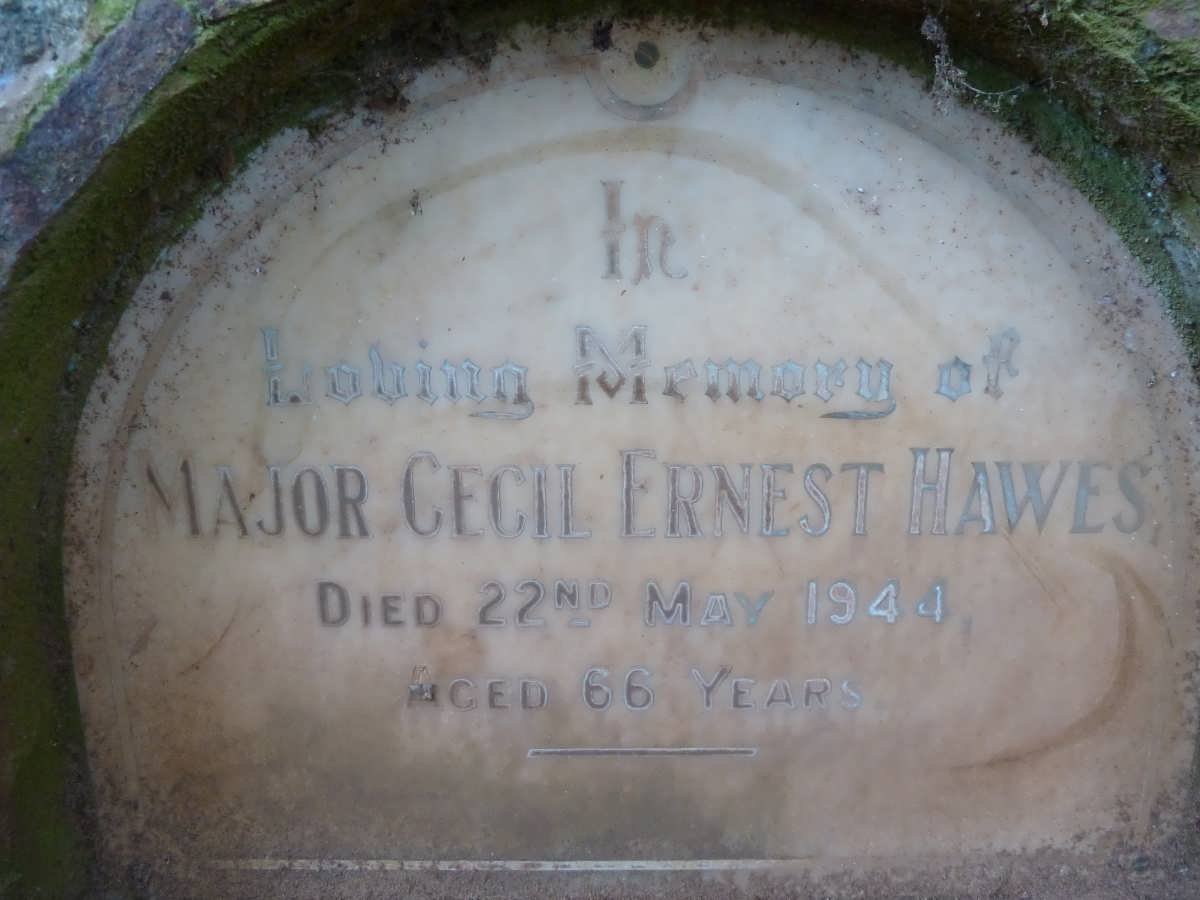 In
Loving Memory of
MAJOR CECIL ERNEST HAWES,
DIED 22ND MAY 1944,
AGED 66 YEARS